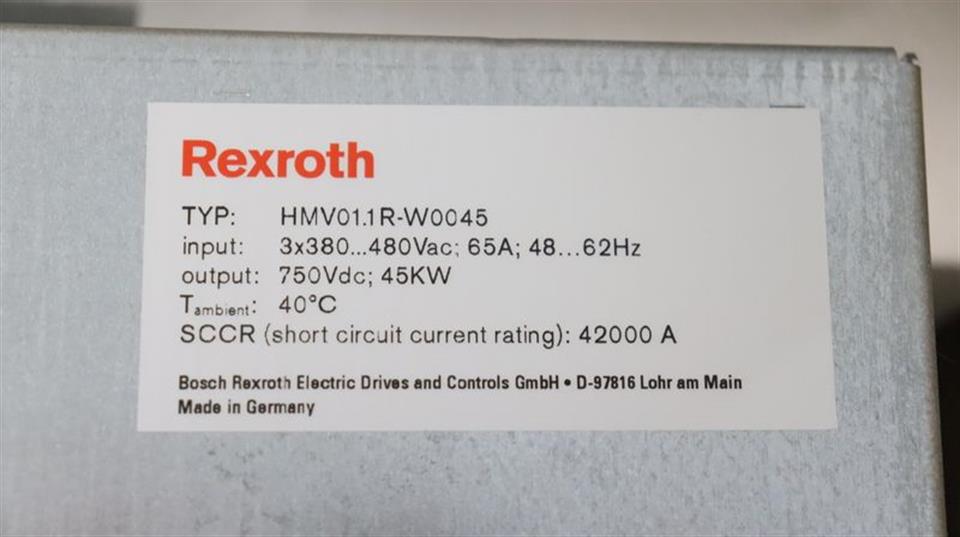 Rexroth
TYP: HMV01.1R-W0045
input: 3x380...480Vac; 65A; 48...62Hz
output: 750Vdc; 45KW
Tambient: 40°C
SCCR (short circuit current rating): 42000 A
Bosch Rexroth Electric Drives and Controls GmbH • D-97816 Lohr am Main
Made in Germany